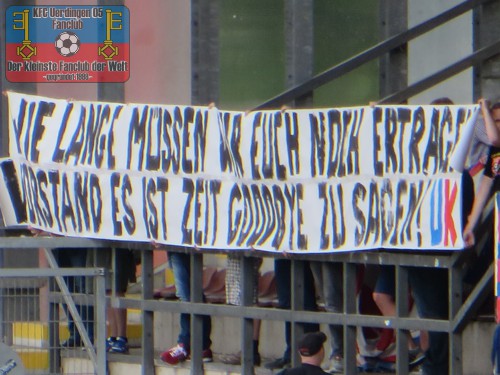 KFC Uerdingen 05
Fanclub
Der kleinste Fanclub der Welt
WIE LANGE MÜSSEN WIR EUCH NOCH ERTRAGEN
VORSTAND ES IST ZEIT GOODBYE ZU SAGEN! UK